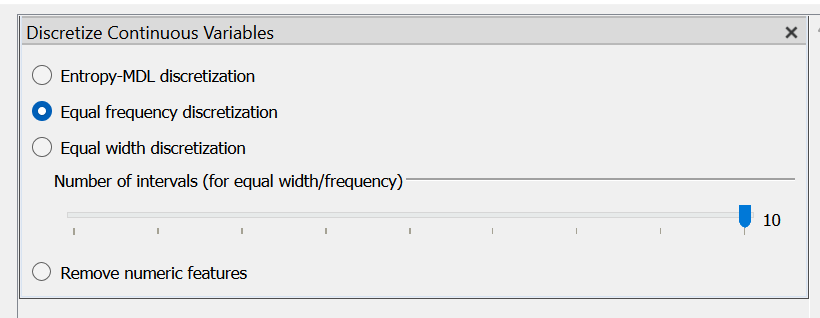 Discretize Continuous Variables
Entropy-MDL discretization
Equal frequency discretization
Equal width discretization
Number of intervals (for equal width/frequency)
10
Remove numeric features